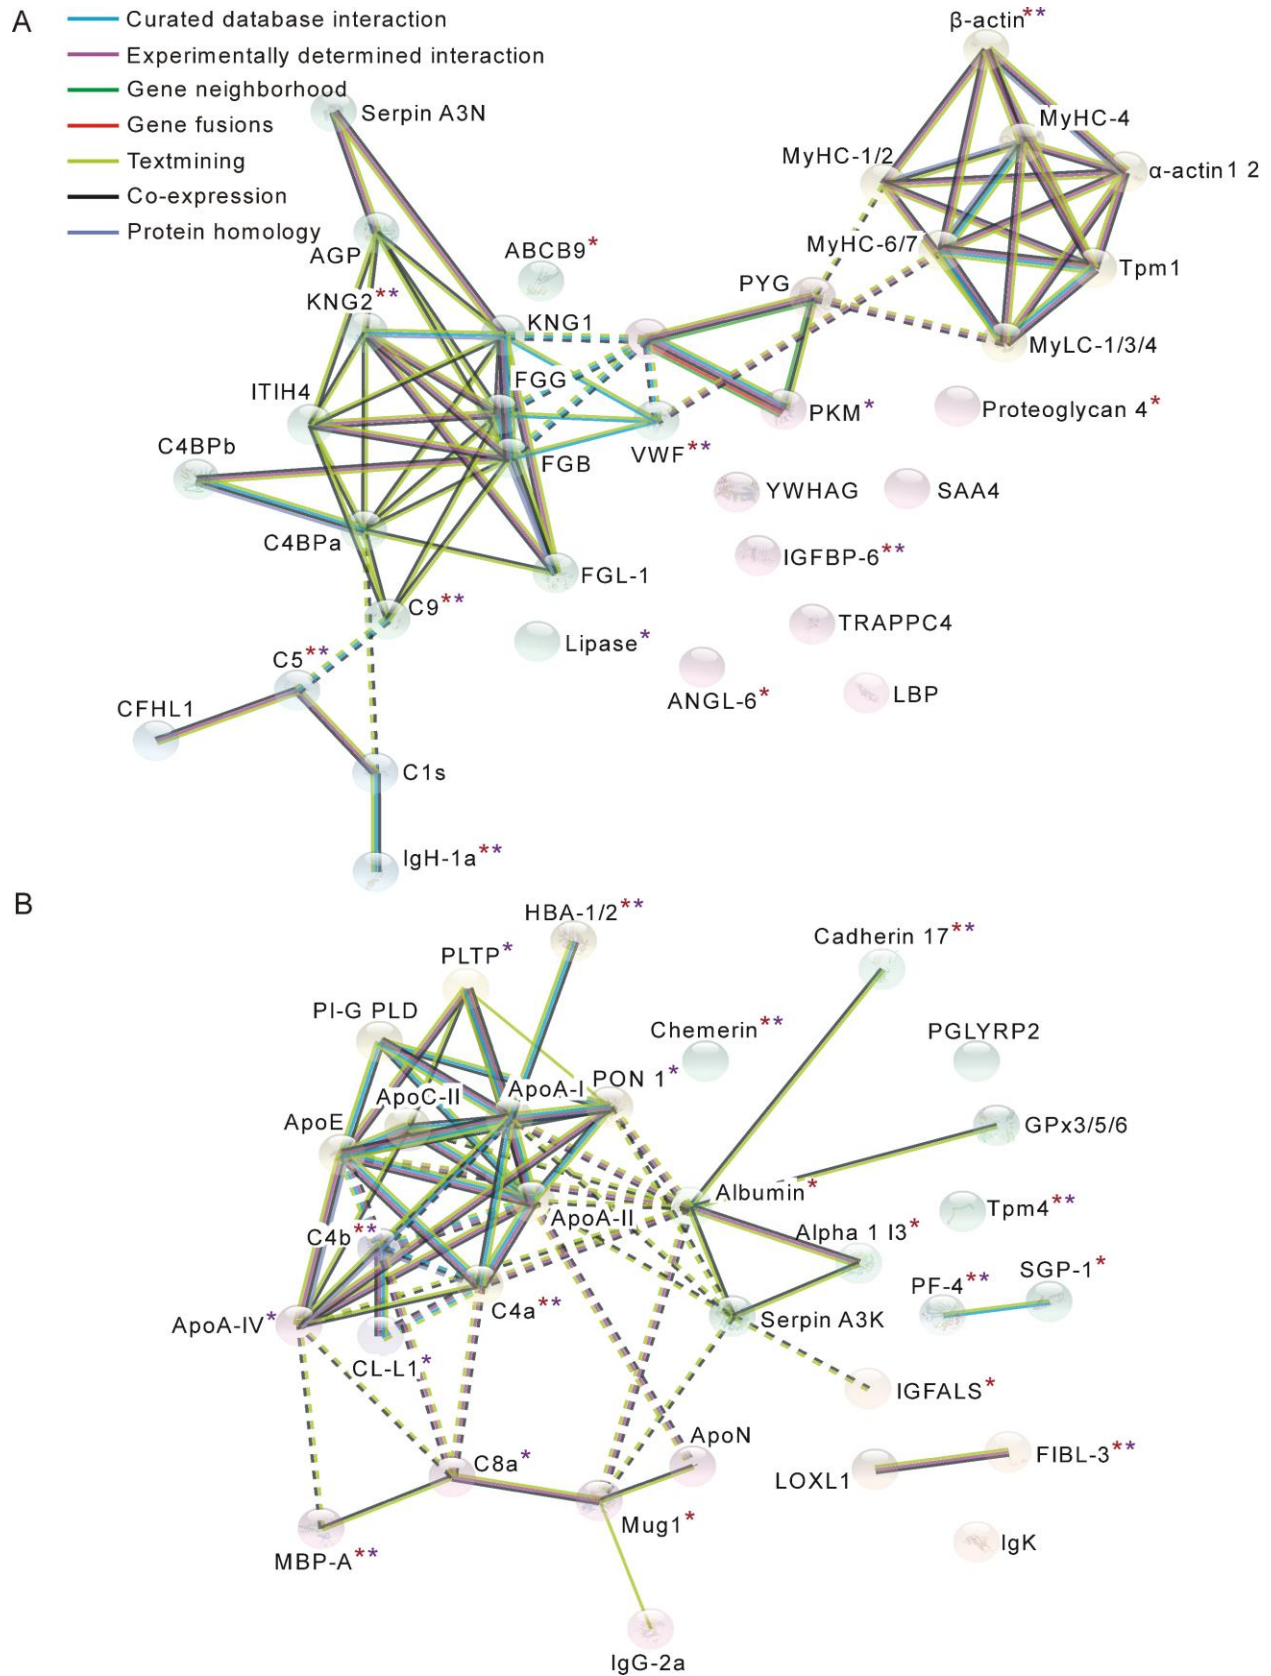 A
Curated database interaction
Experimentally determined interaction
Gene neighborhood
Gene fusions
Textmining
Co-expression
Protein homology
β-actin**
Serpin A3N
MyHC-4
MyHC-1/2
α-actin1 2
AGP
ABCB9*
MyHC-6/7
Tpm1
PYG
KNG2**
KNG1
MyLC-1/3/4
FGG
ITIH4
PKM*
Proteoglycan 4*
C4BPb
FGB
VWF**
YWHAG
SAA4
C4BPa
IGFBP-6**
FGL-1
C9**
TRAPPC4
Lipase*
C5**
ANGL-6*
LBP
CFHL1
C1s
IgH-1a**
B
HBA-1/2**
Cadherin 17**
PLTP*
PI-G PLD
Chemerin**
PGLYRP2
ApoC-II
ApoA-I
PON 1*
ApoE
GPx3/5/6
Albumin*
Tpm4**
ApoA-II
C4b**
Alpha 1 I3*
SGP-1*
PF-4**
C4a**
ApoA-IV*
Serpin A3K
CL-L1*
IGFALS*
ApoN
C8a*
FIBL-3**
LOXL1
Mug1*
IgK
MBP-A**
IgG-2a